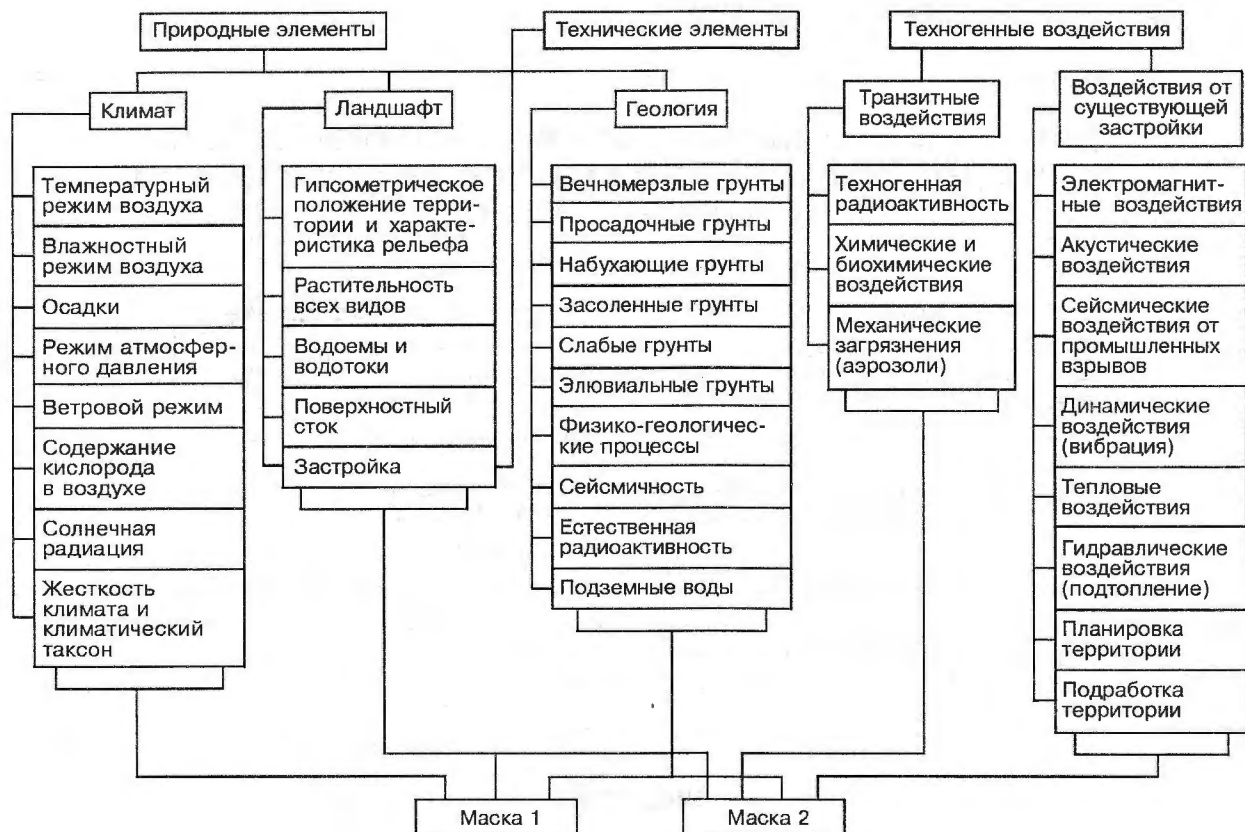 Природные элементы
Технические элементы
Техногенные воздействия
Климат
Ландшафт
Геология
Транзитные
воздействия
Воздействия от
существующей
застройки
Температурный
режим воздуха
Влажностный
режим воздуха
Осадки
Режим атмосфер-
ного давления
Ветровой режим
Содержание
кислорода
в воздухе
Солнечная
радиация
Жесткость
климата и
климатический
таксон
Гипсометрическое
положение терри-
тории и характе-
ристика рельефа
Растительность
всех видов
Водоемы и
водотоки
Поверхностный
сток
Застройка
Вечномерзлые грунты
Просадочные грунты
Набухающие грунты
Засоленные грунты
Слабые грунты
Элювиальные грунты
Физико-геологичес-
кие процессы
Сейсмичность
Естественная
радиоактивность
Подземные воды
Техногенная
радиоактивность
Химические и
биохимические
воздействия
Механические
загрязнения
(аэрозоли)
Электромагнит-
ные воздействия
Акустические
воздействия
Сейсмические
воздействия от
промышленных
взрывов
Динамические
воздействия
(вибрация)
Тепловые
воздействия
Гидравлические
воздействия
(подтопление)
Планировка
территории
Подработка
территории
Маска 1
Маска 2